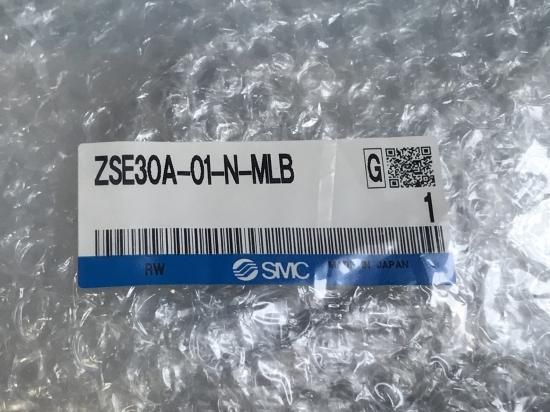 ZSE30A-01-N-MLB
G
1
RW
SMC
MADE IN JAPAN